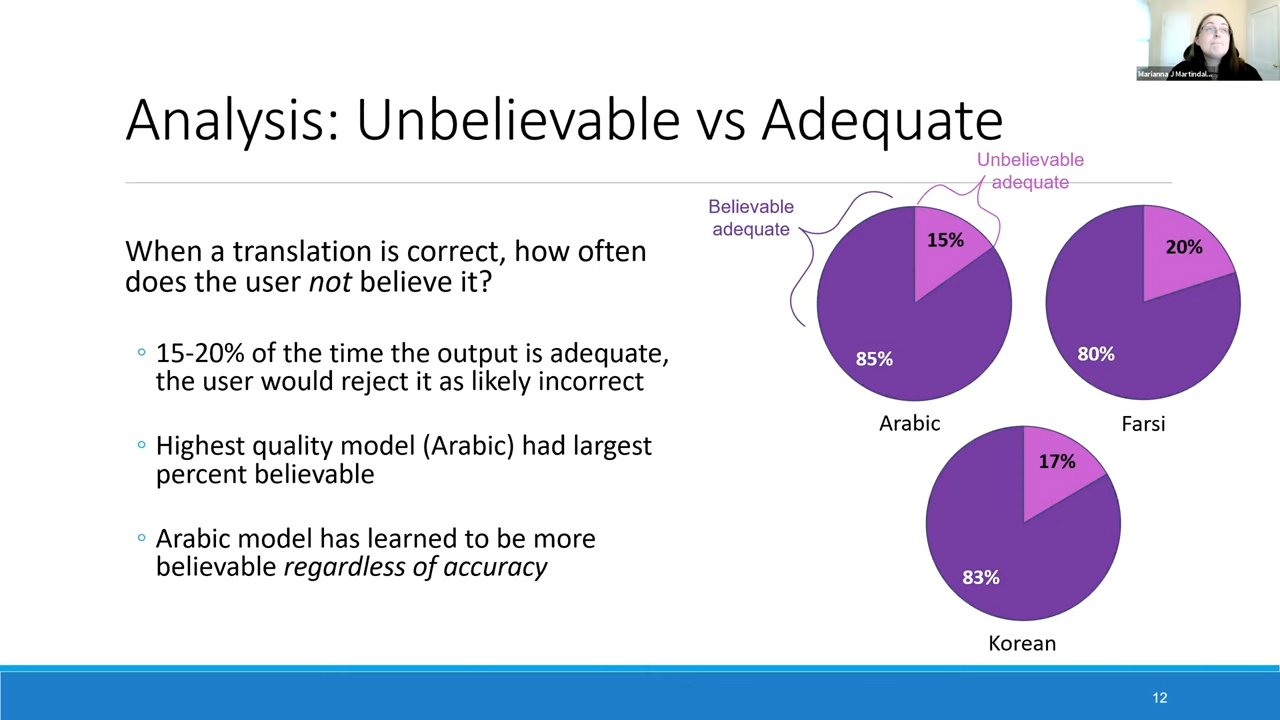 Marianna J Martindal...
Analysis: Unbelievable vs Adequate
Unbelievable
adequate
Believable
adequate
When a translation is correct, how often
does the user not believe it?
◦ 15-20% of the time the output is adequate,
the user would reject it as likely incorrect
◦ Highest quality model (Arabic) had largest
percent believable
◦ Arabic model has learned to be more
believable regardless of accuracy
15%
85%
Arabic
20%
80%
Farsi
17%
83%
Korean
12